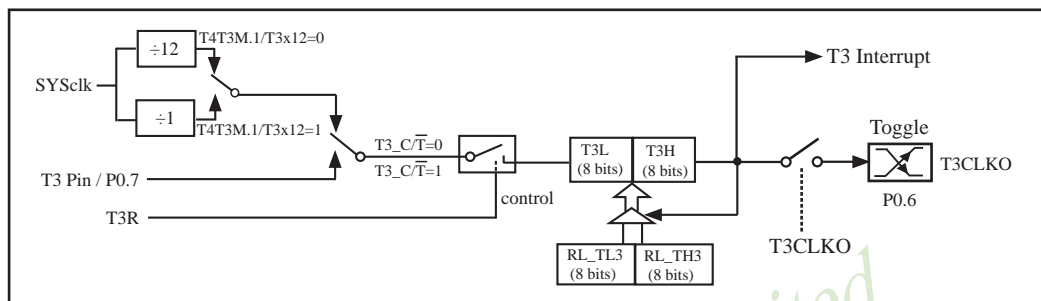 ÷12
T4T3M.1/T3x12=0
SYSclk
÷1
T4T3M.1/T3x12=1
T3 Interrupt
Toggle
T3_C/T̅=0
T3_C/T̅=1
T3L
(8 bits)
T3H
(8 bits)
T3CLKO
P0.6
T3 Pin / P0.7
control
T3R
T3CLKO
RL_TL3
(8 bits)
RL_TH3
(8 bits)